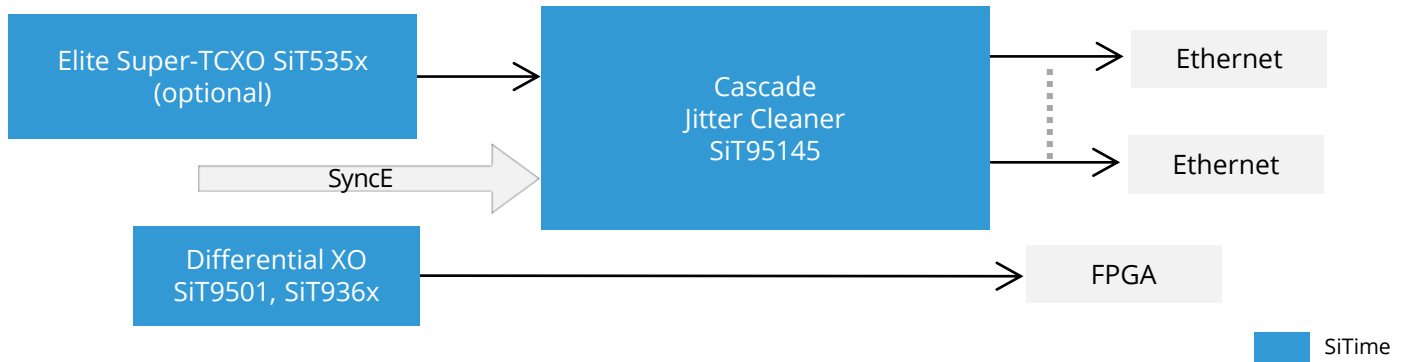 Elite Super-TCXO SiT535x
(optional)
Cascade
Jitter Cleaner
SiT95145
Ethernet
Ethernet
SyncE
Differential XO
SiT9501, SiT936x
FPGA
SiTime